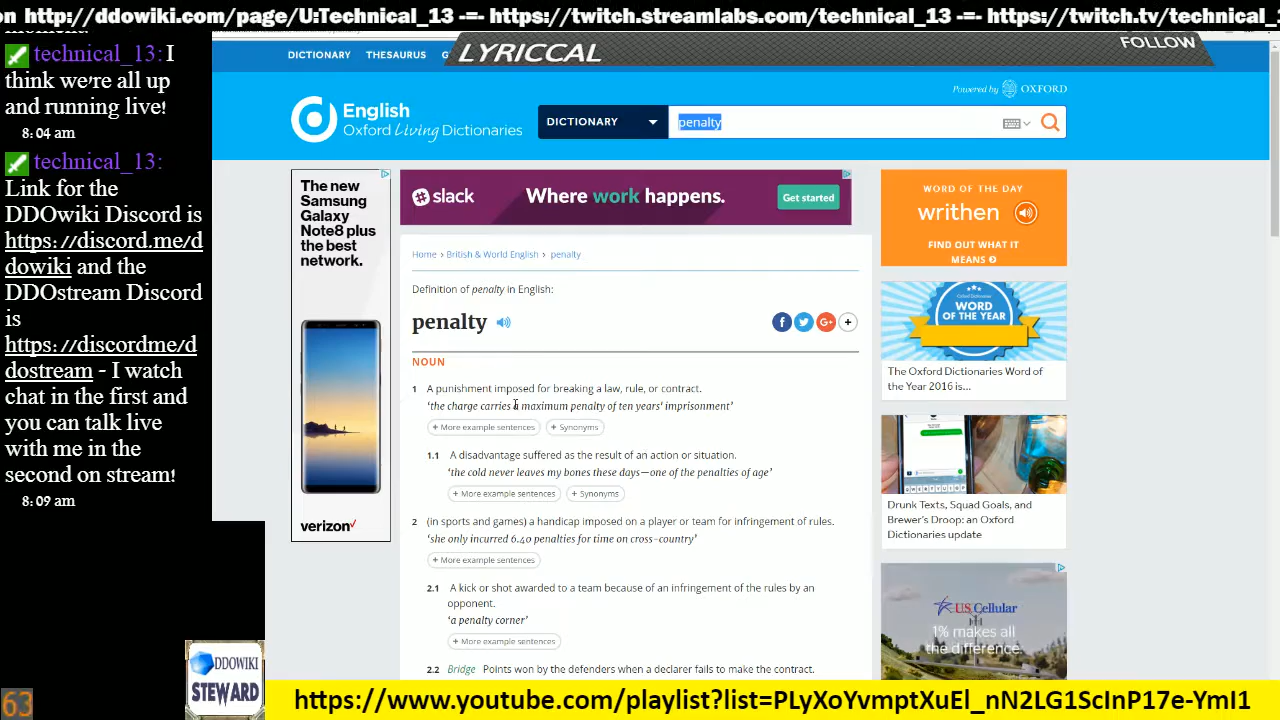 on http://ddowiki.com/page/U:Technical_13 -=- https://twitch.streamlabs.com/technical_13 -=- https://twitch.tv/technical_
technical_13: I
think we're all up
and running live!
8:04 am
technical_13:
Link for the
DDOwiki Discord is
https://discord.me/d
dowiki and the
DDOstream Discord
is
https://discordme/d
dostream - I watch
chat in the first and
you can talk live
with me in the
second on stream!
8:09 am
DDOWIKI
STEWARD
63
DICTIONARY THESAURUS G
LYRICCAL
FOLLOW
English
Oxford Living Dictionaries
DICTIONARY
penalty
Powered by OXFORD
The new
Samsung
Galaxy
Note8 plus
the best
network.
verizon
slack
Where work happens.
Get started
Home › British & World English › penalty
Definition of penalty in English:
penalty
NOUN
1 A punishment imposed for breaking a law, rule, or contract.
‘the charge carries a maximum penalty of ten years' imprisonment’
+ More example sentences + Synonyms
1.1 A disadvantage suffered as the result of an action or situation.
‘the cold never leaves my bones these days—one of the penalties of age’
+ More example sentences + Synonyms
2 (in sports and games) a handicap imposed on a player or team for infringement of rules.
‘she only incurred 6.40 penalties for time on cross-country’
+ More example sentences
2.1 A kick or shot awarded to a team because of an infringement of the rules by an
opponent.
‘a penalty corner’
+ More example sentences
2.2 Bridge Points won by the defenders when a declarer fails to make the contract.
WORD OF THE DAY
writhen
FIND OUT WHAT IT
MEANS
WORD
OF THE YEAR
The Oxford Dictionaries Word of
the Year 2016 is...
Drunk Texts, Squad Goals, and
Brewer's Droop: an Oxford
Dictionaries update
US Cellular
1% makes all
the difference.
https://www.youtube.com/playlist?list=PLyXoYvmptXuEl_nN2LG1ScInP17e-YmI1